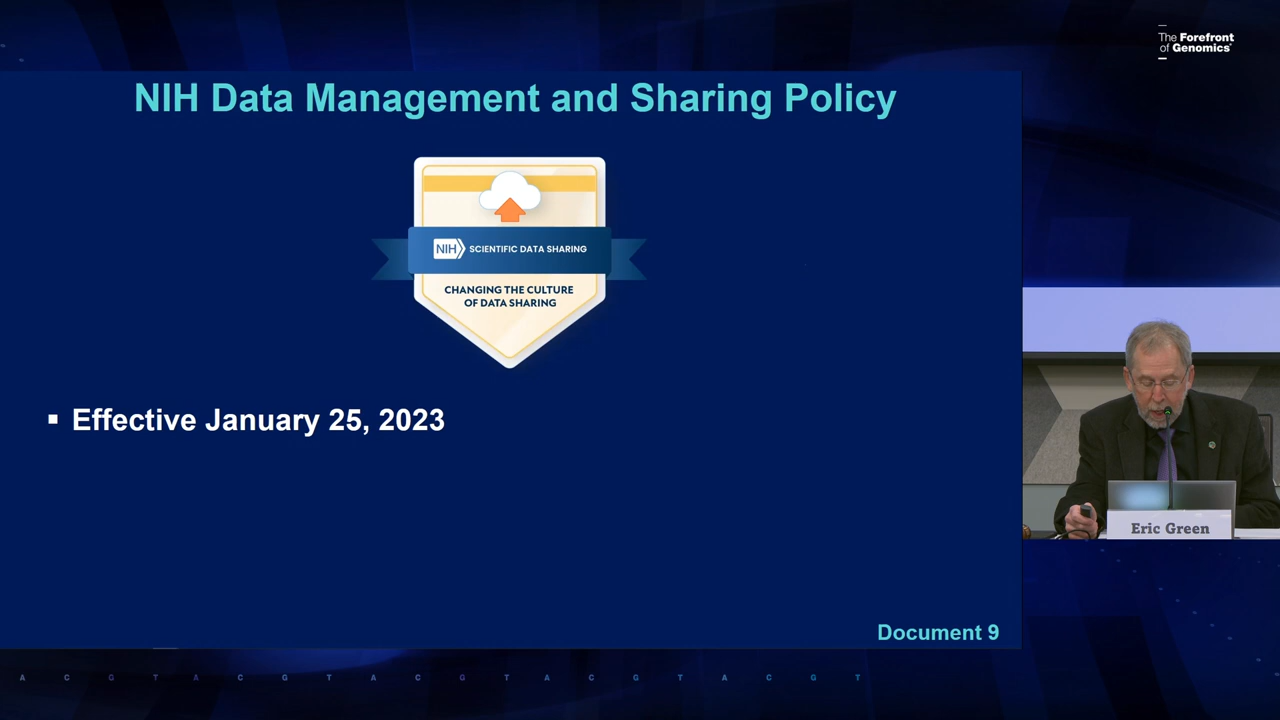 The Forefront
of Genomics®
NIH Data Management and Sharing Policy
NIH SCIENTIFIC DATA SHARING
CHANGING THE CULTURE
OF DATA SHARING
▪ Effective January 25, 2023
Eric Green
Document 9
A C G T A C G T A C G T A C G T A C G T